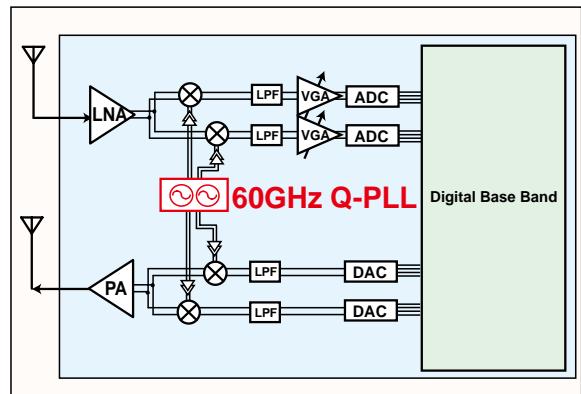 LNA
LPF
VGA
ADC
LPF
VGA
ADC
60GHz Q-PLL
Digital Base Band
PA
LPF
DAC
LPF
DAC